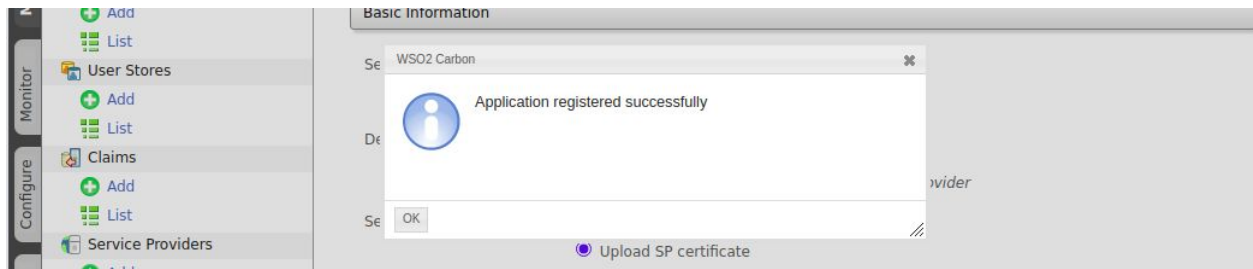 Add
List
User Stores
Add
List
Claims
Add
List
Service Providers
Monitor
Configure
Basic Information
WSO2 Carbon
Application registered successfully
OK
Se
De
Se
Upload SP certificate